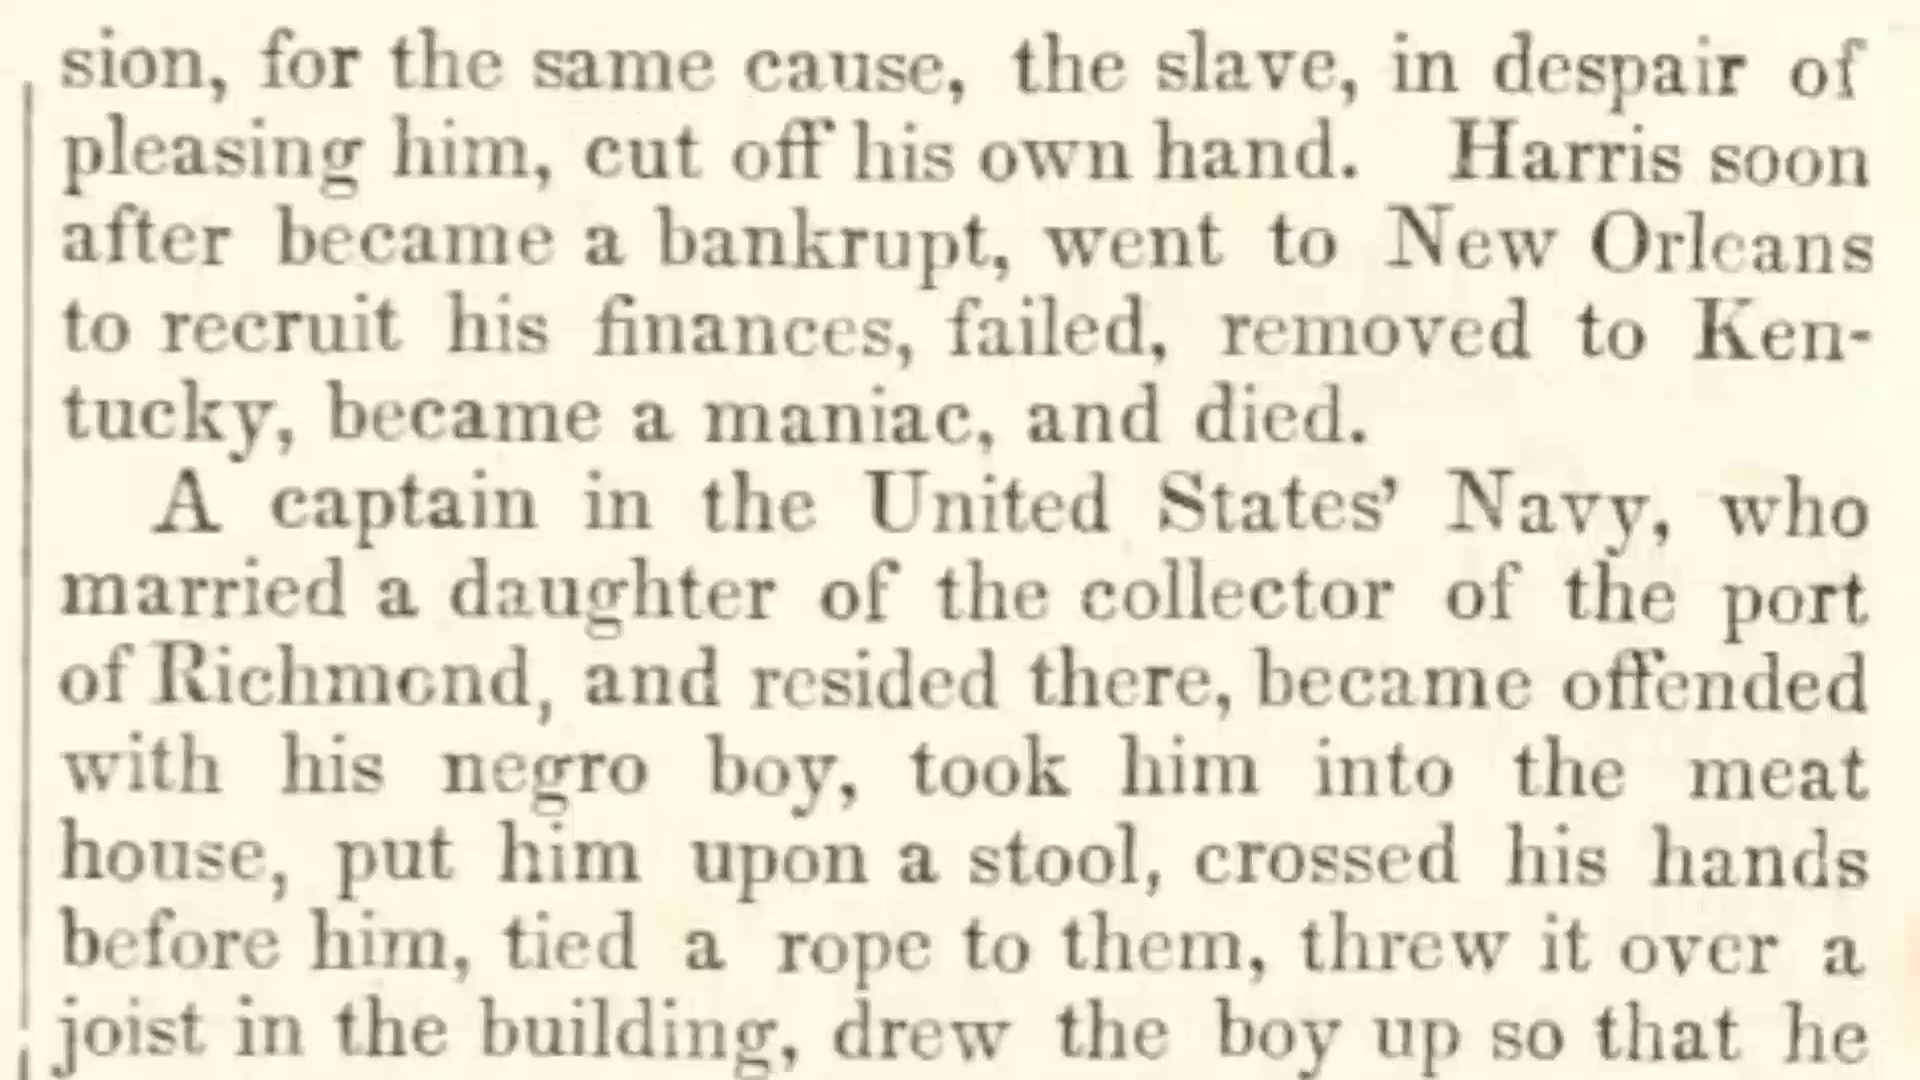 sion, for the same cause, the slave, in despair of
pleasing him, cut off his own hand. Harris soon
after became a bankrupt, went to New Orleans
to recruit his finances, failed, removed to Ken-
tucky, became a maniac, and died.
A captain in the United States' Navy, who
married a daughter of the collector of the port
of Richmond, and resided there, became offended
with his negro boy, took him into the meat
house, put him upon a stool, crossed his hands
before him, tied a rope to them, threw it over a
joist in the building, drew the boy up so that he